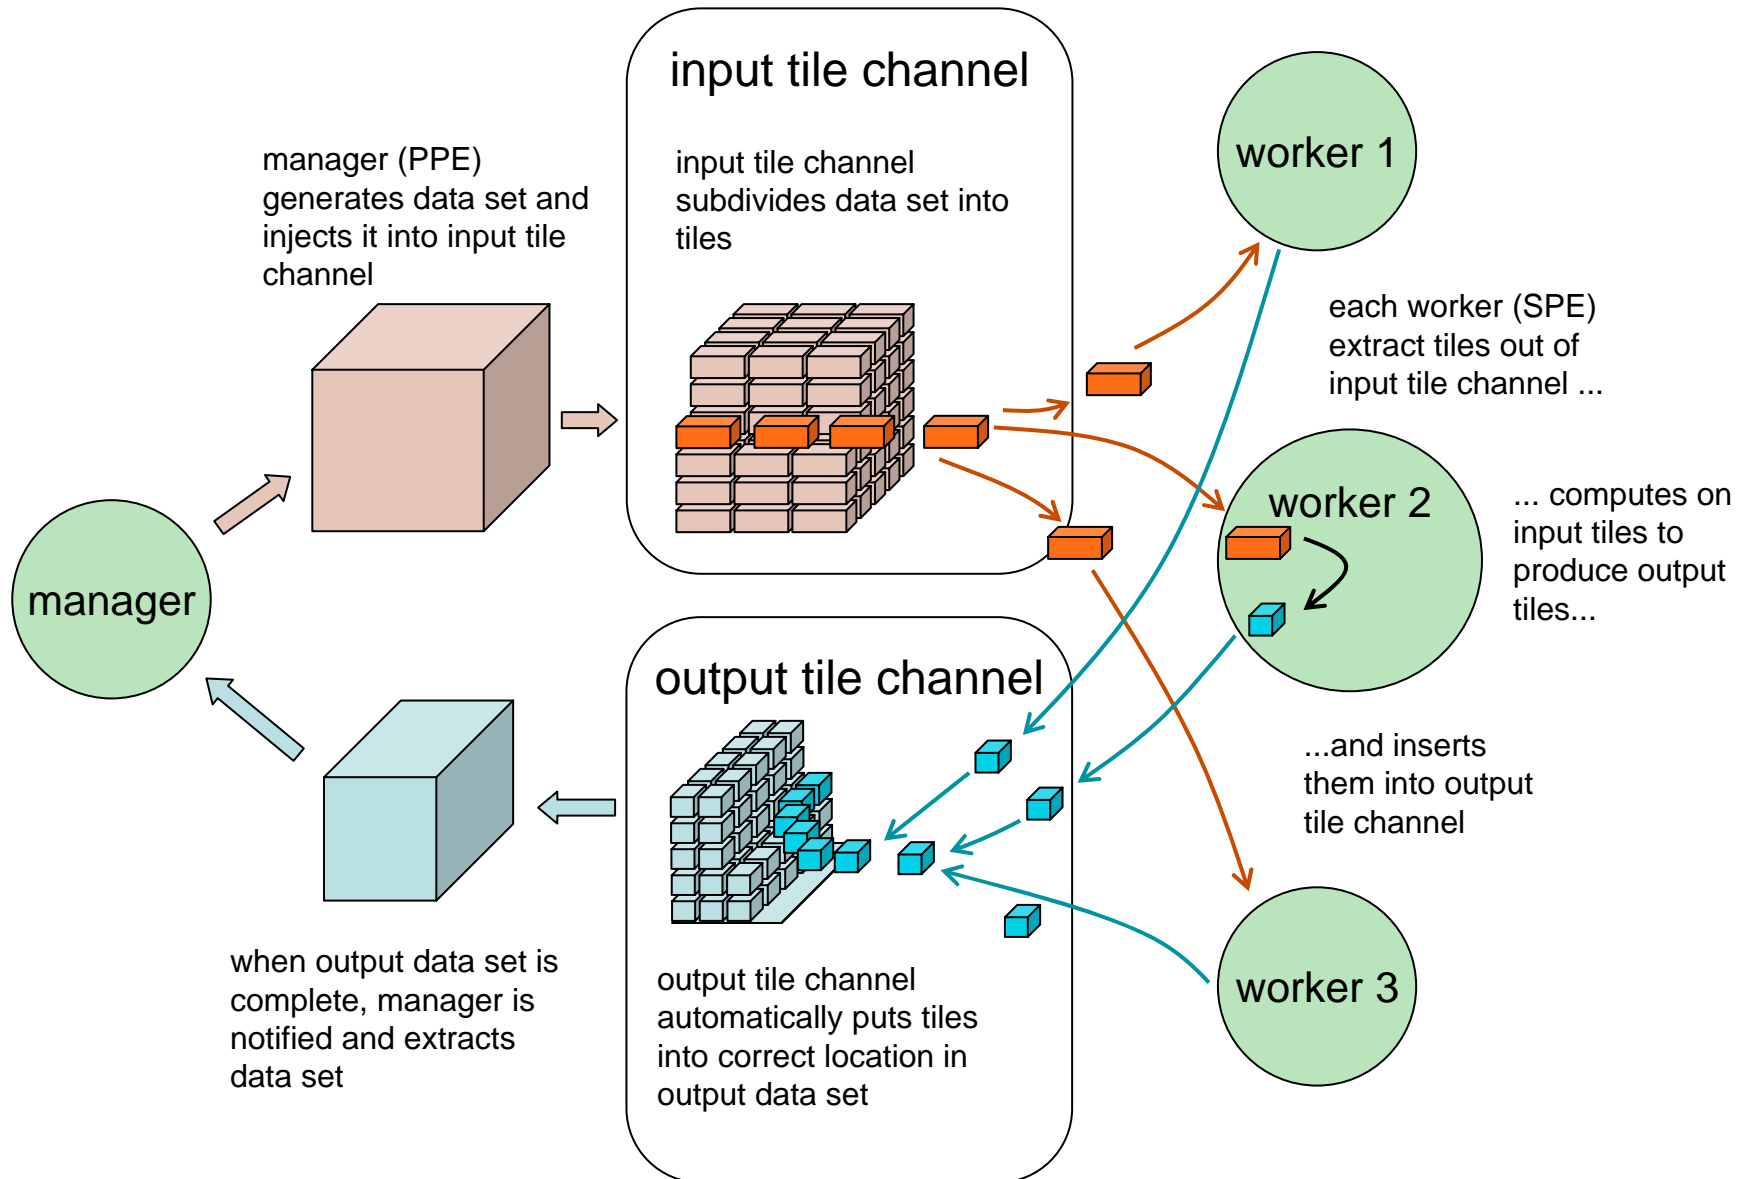 input tile channel
manager (PPE)
generates data set and
injects it into input tile
channel
input tile channel
subdivides data set into
tiles
worker 1
each worker (SPE)
extract tiles out of
input tile channel ...
worker 2
... computes on
input tiles to
produce output
tiles...
manager
output tile channel
...and inserts
them into output
tile channel
when output data set is
complete, manager is
notified and extracts
data set
output tile channel
automatically puts tiles
into correct location in
output data set
worker 3